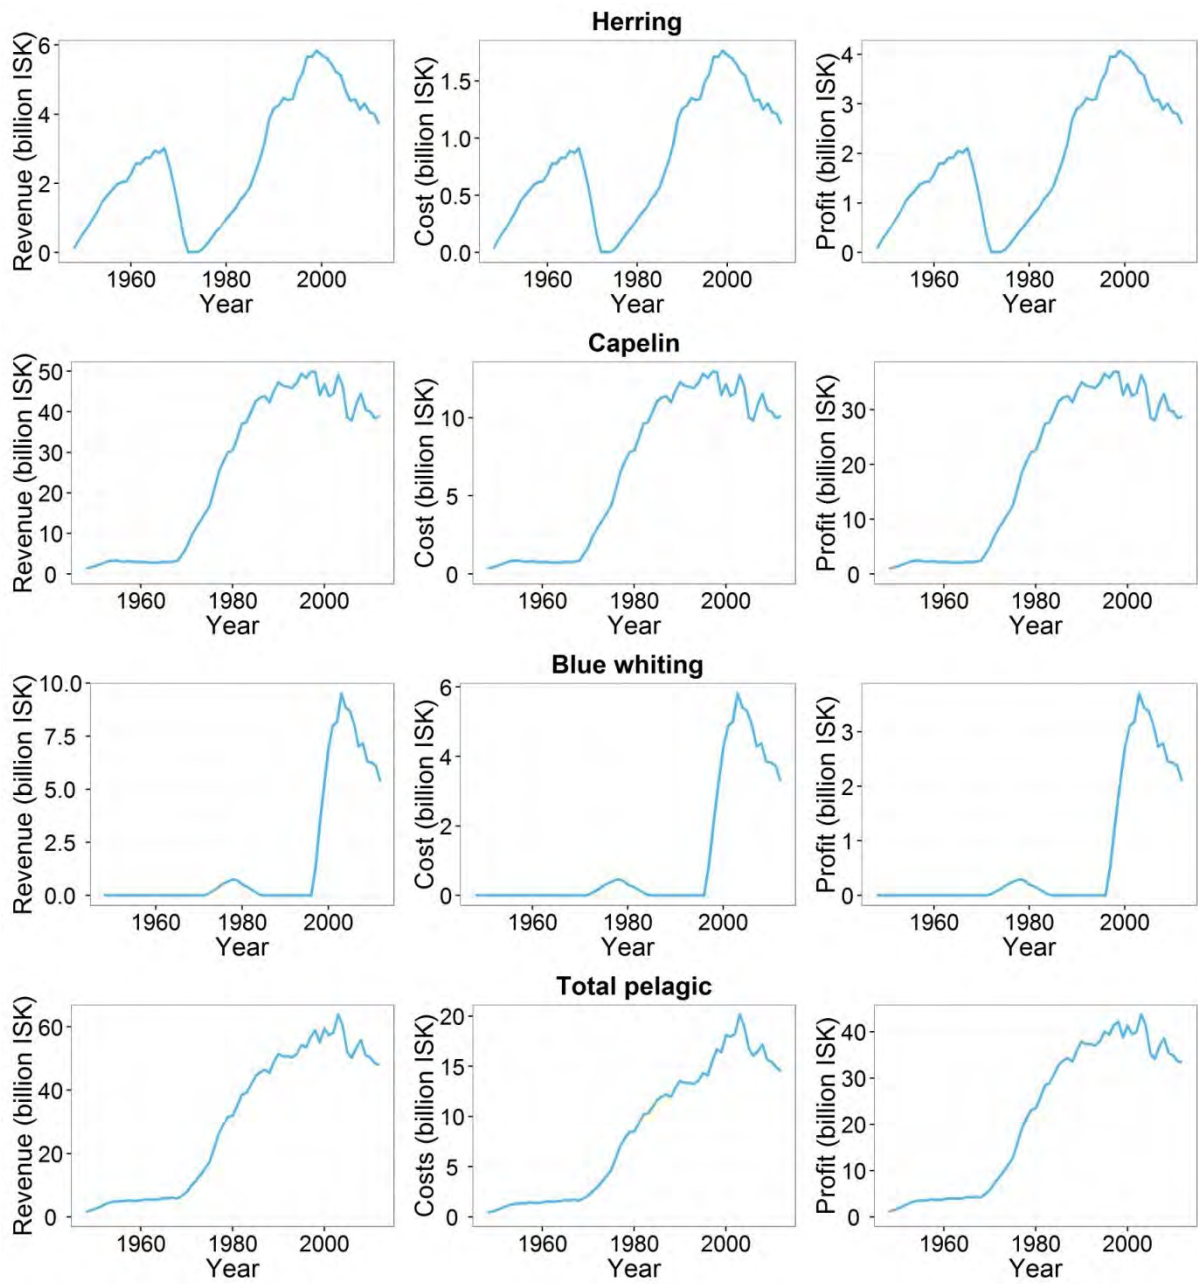 Herring
Revenue (billion ISK)
6
4
2
0
1960 1980 2000
Year
Cost (billion ISK)
1.5
1.0
0.5
0.0
1960 1980 2000
Year
Profit (billion ISK)
4
3
2
1
0
1960 1980 2000
Year
Capelin
Revenue (billion ISK)
50
40
30
20
10
0
1960 1980 2000
Year
Cost (billion ISK)
10
5
0
1960 1980 2000
Year
Profit (billion ISK)
30
20
10
0
1960 1980 2000
Year
Blue whiting
Revenue (billion ISK)
10.0
7.5
5.0
2.5
0.0
1960 1980 2000
Year
Cost (billion ISK)
6
4
2
0
1960 1980 2000
Year
Profit (billion ISK)
3
2
1
0
1960 1980 2000
Year
Total pelagic
Revenue (billion ISK)
60
40
20
0
1960 1980 2000
Year
Costs (billion ISK)
20
15
10
5
0
1960 1980 2000
Year
Profit (billion ISK)
40
30
20
10
0
1960 1980 2000
Year